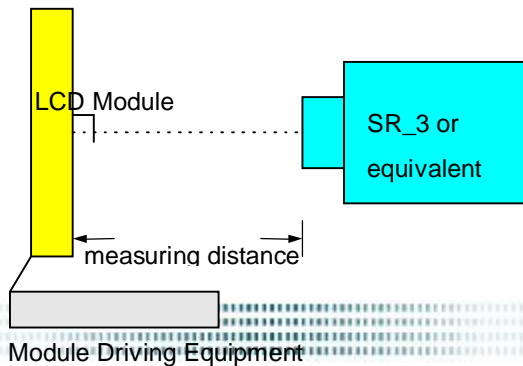 LCD Module
SR_3 or
equivalent
measuring distance
Module Driving Equipment